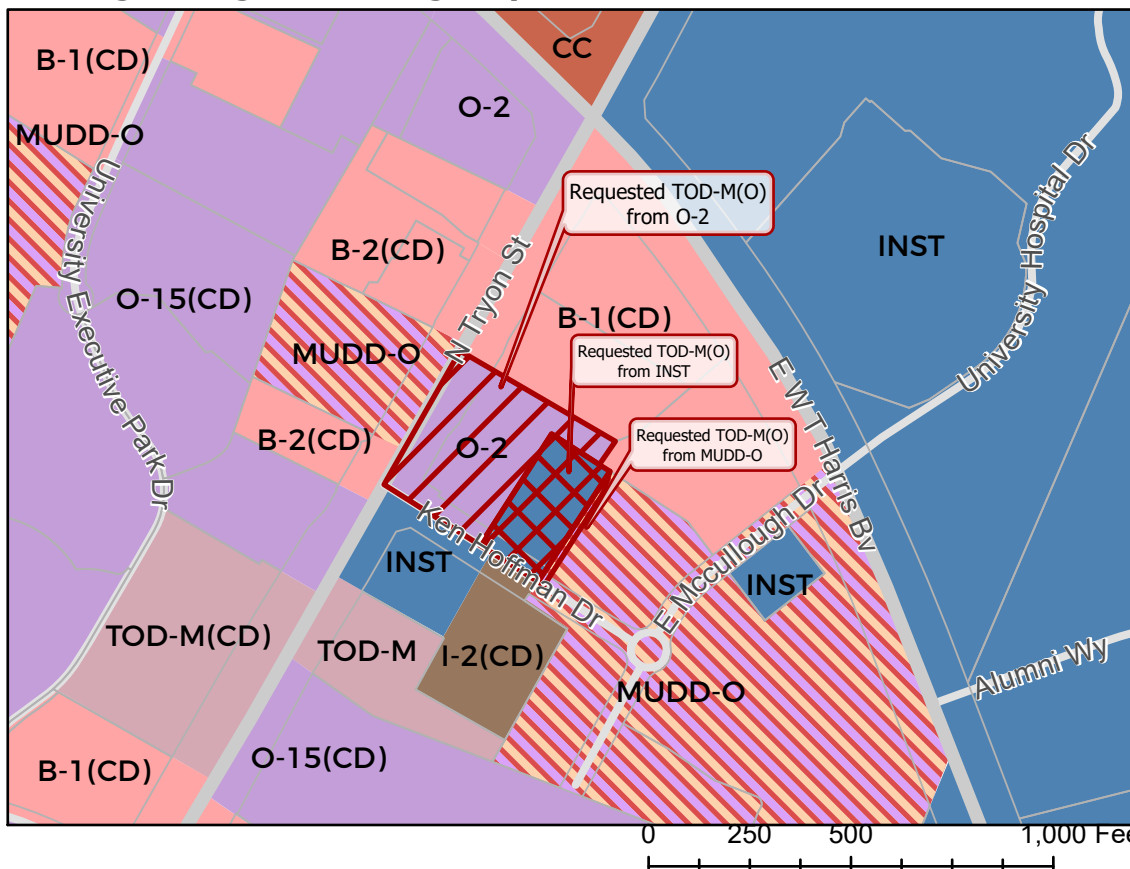 CC
B-1(CD)
O-2
MUDD-O
Requested TOD-M(O)
from O-2
University Hospital Dr
B-2(CD)
INST
N Tryon St
O-15(CD)
B-1(CD)
University Executive Park Dr
MUDD-O
Requested TOD-M(O)
from INST
E W T Harris Bv
B-2(CD)
O-2
Requested TOD-M(O)
from MUDD-O
Ken Hoffman Dr
E Mccullough Dr
INST
INST
TOD-M(CD)
TOD-M
I-2(CD)
Alumni Wy
MUDD-O
B-1(CD)
O-15(CD)
0 250 500 1,000 Fee